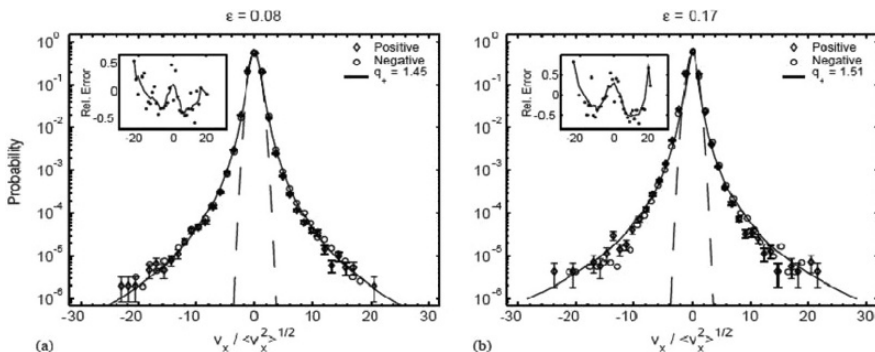 ε = 0.08
10⁰
10⁻¹
10⁻²
10⁻³
10⁻⁴
10⁻⁵
10⁻⁶
Probability
0.5
0
-0.5
Rel. Error
-20 0 20
Positive
Negative
q₊ = 1.45
-30 -20 -10 0 10 20 30
(a)
vₓ / <vₓ²>^1/2
ε = 0.17
10⁰
10⁻¹
10⁻²
10⁻³
10⁻⁴
10⁻⁵
10⁻⁶
0.5
0
-0.5
Rel. Error
-20 0 20
Positive
Negative
q₊ = 1.51
-30 -20 -10 0 10 20 30
(b)
vₓ / <vₓ²>^1/2